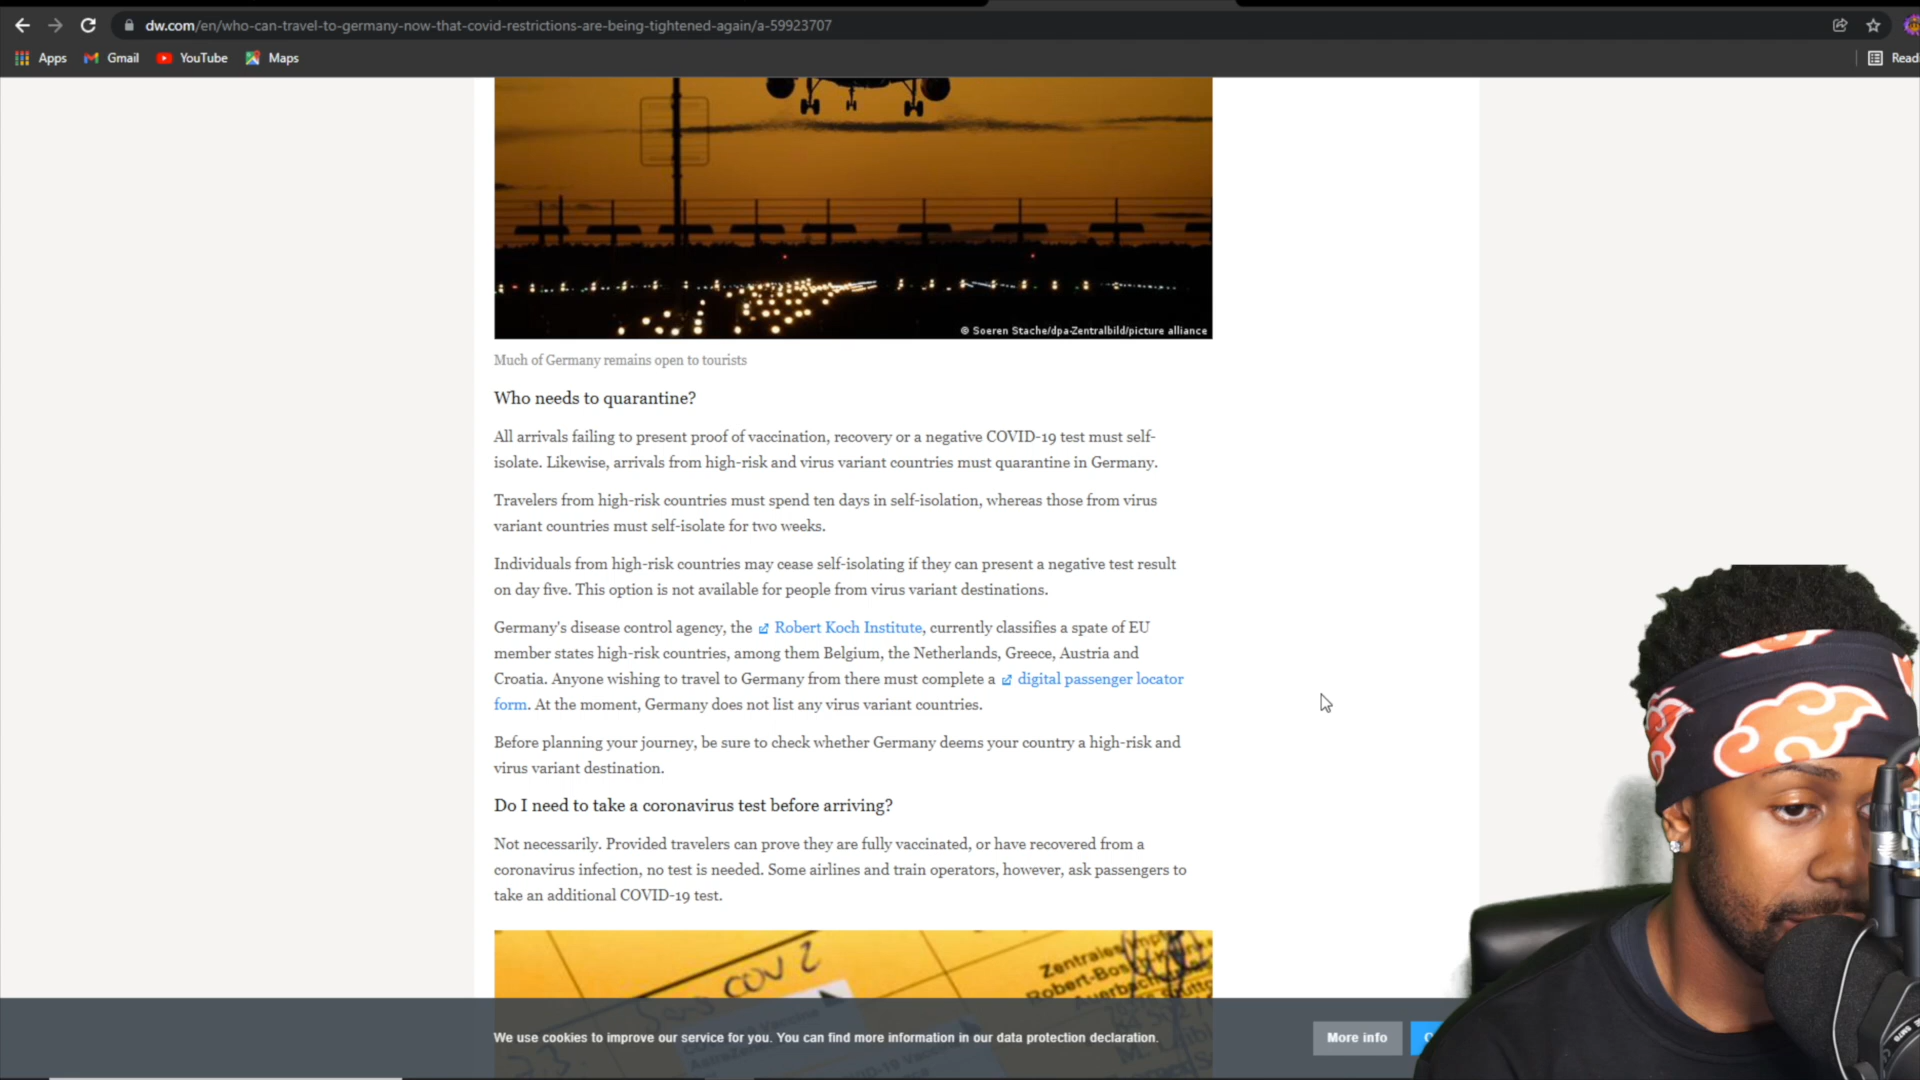 dw.com/en/who-can-travel-to-germany-now-that-covid-restrictions-are-being-tightened-again/a-59923707
Apps Gmail YouTube Maps
© Soeren Stache/dpa-Zentralbild/picture alliance
Much of Germany remains open to tourists
Who needs to quarantine?
All arrivals failing to present proof of vaccination, recovery or a negative COVID-19 test must self-
isolate. Likewise, arrivals from high-risk and virus variant countries must quarantine in Germany.
Travelers from high-risk countries must spend ten days in self-isolation, whereas those from virus
variant countries must self-isolate for two weeks.
Individuals from high-risk countries may cease self-isolating if they can present a negative test result
on day five. This option is not available for people from virus variant destinations.
Germany's disease control agency, the Robert Koch Institute, currently classifies a spate of EU
member states high-risk countries, among them Belgium, the Netherlands, Greece, Austria and
Croatia. Anyone wishing to travel to Germany from there must complete a digital passenger locator
form. At the moment, Germany does not list any virus variant countries.
Before planning your journey, be sure to check whether Germany deems your country a high-risk and
virus variant destination.
Do I need to take a coronavirus test before arriving?
Not necessarily. Provided travelers can prove they are fully vaccinated, or have recovered from a
coronavirus infection, no test is needed. Some airlines and train operators, however, ask passengers to
take an additional COVID-19 test.
COV 2
Zentrales
We use cookies to improve our service for you. You can find more information in our data protection declaration.
More info